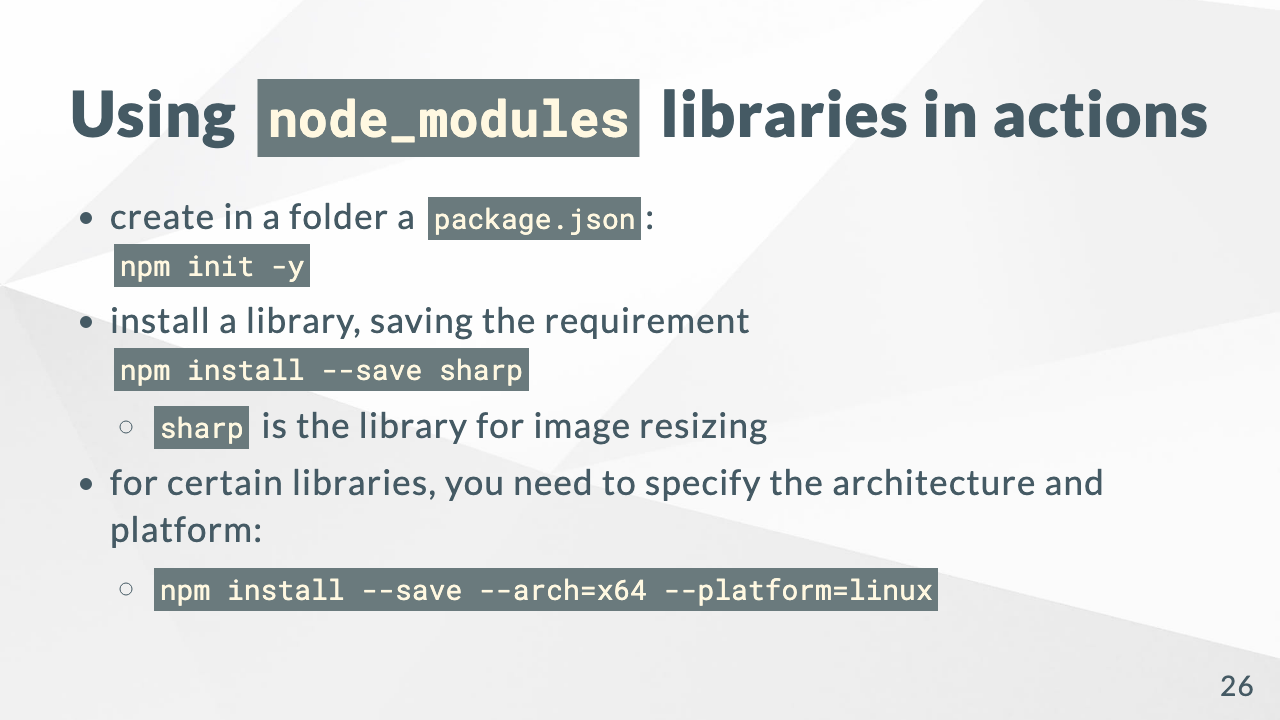 Using node_modules libraries in actions
• create in a folder a package.json:
npm init -y
• install a library, saving the requirement
npm install --save sharp
○ sharp is the library for image resizing
• for certain libraries, you need to specify the architecture and
platform:
○ npm install --save --arch=x64 --platform=linux
26